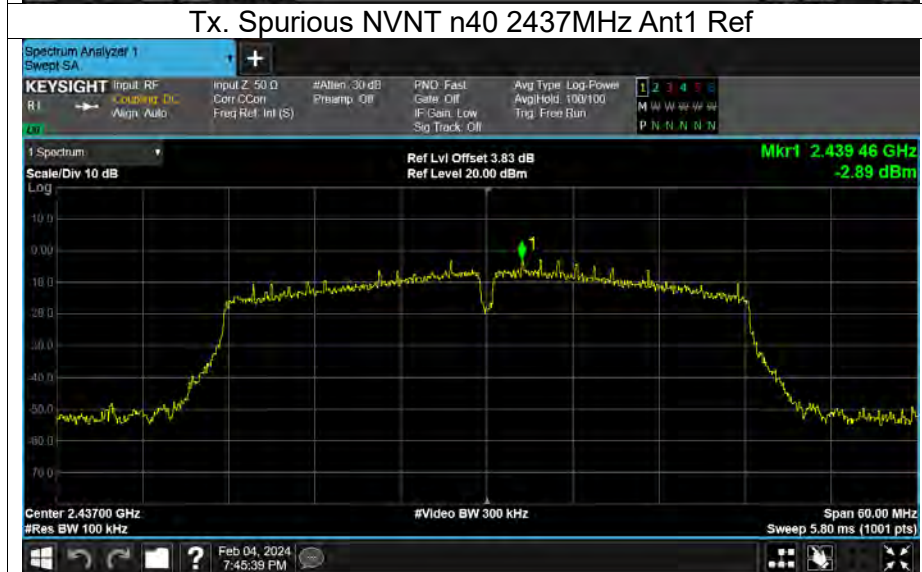 Tx. Spurious NVNT n40 2437MHz Ant1 Ref
Spectrum Analyzer 1
Swept SA
+
KEYSIGHT Input: RF
Coupling: DC
Align: Auto
Input Z: 50 Ω
Corr CCorr
Freq Ref: Int (S)
#Atten: 30 dB
Preamp: Off
PNO: Fast
Gate: Off
IF Gain: Low
Sig Track: Off
Avg Type: Log-Power
Avg|Hold: 100/100
Trig: Free Run
1 2 3 4 5 6
M W W W W W
P N N N N N
1 Spectrum
Scale/Div 10 dB
Log
Ref Lvl Offset 3.83 dB
Ref Level 20.00 dBm
Mkr1 2.439 46 GHz
-2.89 dBm
10.0
0.00
-10.0
-20.0
-30.0
-40.0
-50.0
-60.0
-70.0
1
Center 2.43700 GHz
#Res BW 100 kHz
#Video BW 300 kHz
Span 60.00 MHz
Sweep 5.80 ms (1001 pts)
?
Feb 04, 2024
7:45:39 PM